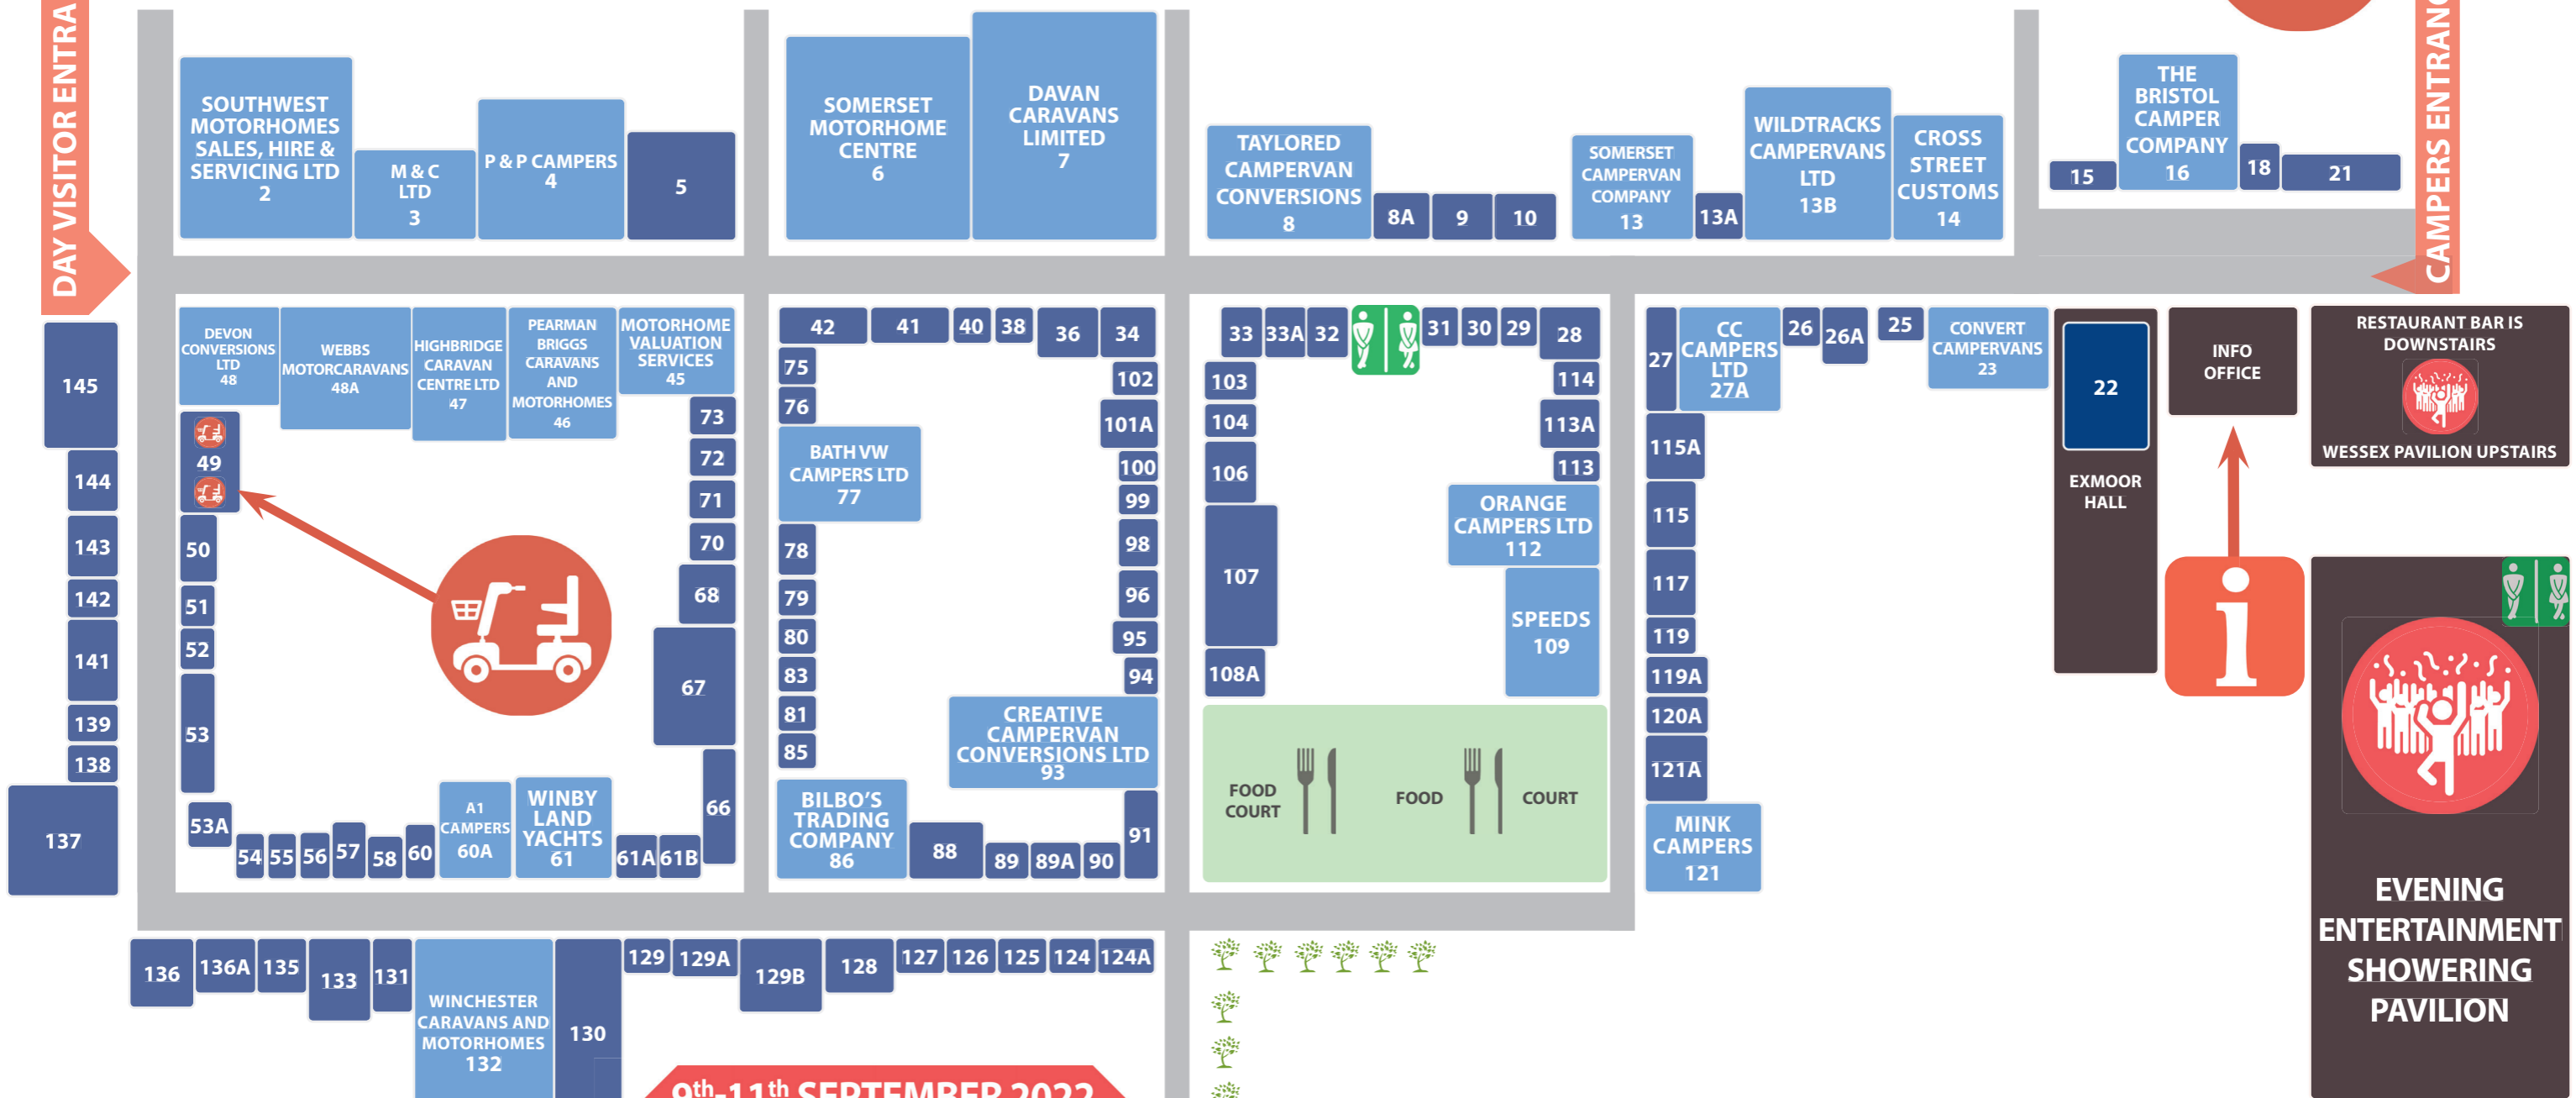 DAY VISITOR ENTRA
CAMPERS ENTRANC
SOUTHWEST
MOTORHOMES
SALES, HIRE &
SERVICING LTD
2
M & C
LTD
3
P & P CAMPERS
4
5
SOMERSET
MOTORHOME
CENTRE
6
DAVAN
CARAVANS
LIMITED
7
TAYLORED
CAMPERVAN
CONVERSIONS
8
8A
9
10
SOMERSET
CAMPERVAN
COMPANY
13
13A
WILDTRACKS
CAMPERVANS
LTD
13B
CROSS
STREET
CUSTOMS
14
15
THE
BRISTOL
CAMPER
COMPANY
16
18
21
145
144
143
142
141
139
138
137
DEVON
CONVERSIONS
LTD
48
WEBBS
MOTORCARAVANS
48A
HIGHBRIDGE
CARAVAN
CENTRE LTD
47
PEARMAN
BRIGGS
CARAVANS
AND
MOTORHOMES
46
MOTORHOME
VALUATION
SERVICES
45
49
50
51
52
53
53A
54
55
56
57
58
60
A1
CAMPERS
60A
WINBY
LAND
YACHTS
61
61A
61B
66
67
68
70
71
72
73
42
41
40
38
36
34
75
76
BATH VW
CAMPERS LTD
77
78
79
80
83
81
85
BILBO'S
TRADING
COMPANY
86
88
89
89A
90
91
CREATIVE
CAMPERVAN
CONVERSIONS LTD
93
94
95
96
98
99
100
101A
102
33
33A
32
31
30
29
28
103
104
106
107
108A
114
113A
113
ORANGE
CAMPERS LTD
112
SPEEDS
109
FOOD
COURT
FOOD
COURT
27
CC
CAMPERS
LTD
27A
26
26A
25
CONVERT
CAMPERVANS
23
115A
115
117
119
119A
120A
121A
MINK
CAMPERS
121
22
EXMOOR
HALL
INFO
OFFICE
i
RESTAURANT BAR IS
DOWNSTAIRS
WESSEX PAVILION UPSTAIRS
EVENING
ENTERTAINMENT
SHOWERING
PAVILION
136
136A
135
133
131
WINCHESTER
CARAVANS AND
MOTORHOMES
132
130
129
129A
129B
128
127
126
125
124
124A
9th-11th SEPTEMBER 2022